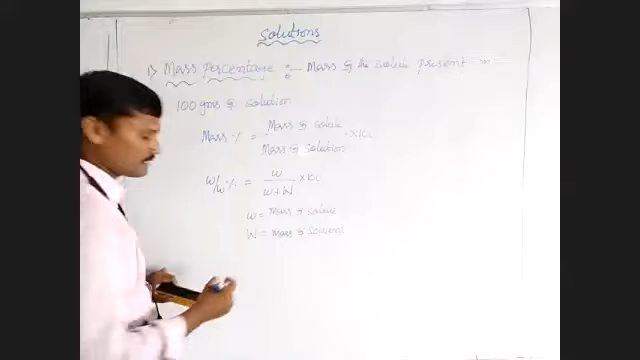 Solutions
1) Mass percentage :- Mass of the solute present in
100 gms of solution
Mass % = Mass of solute / Mass of solution × 100
w/w % = w / w+W × 100
w = Mass of solute
W = Mass of solvent